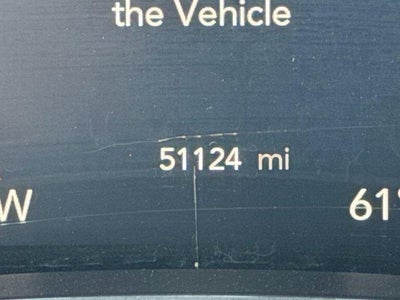 the Vehicle
51124 mi
W 61°